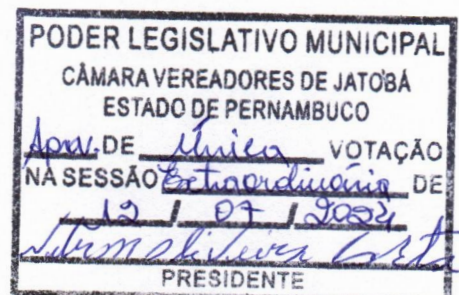 PODER LEGISLATIVO MUNICIPAL
CÂMARA VEREADORES DE JATOBÁ
ESTADO DE PERNAMBUCO
Aprv. DE Única VOTAÇÃO
NA SESSÃO Extraordinária DE
12 / 07 / 2024
PRESIDENTE